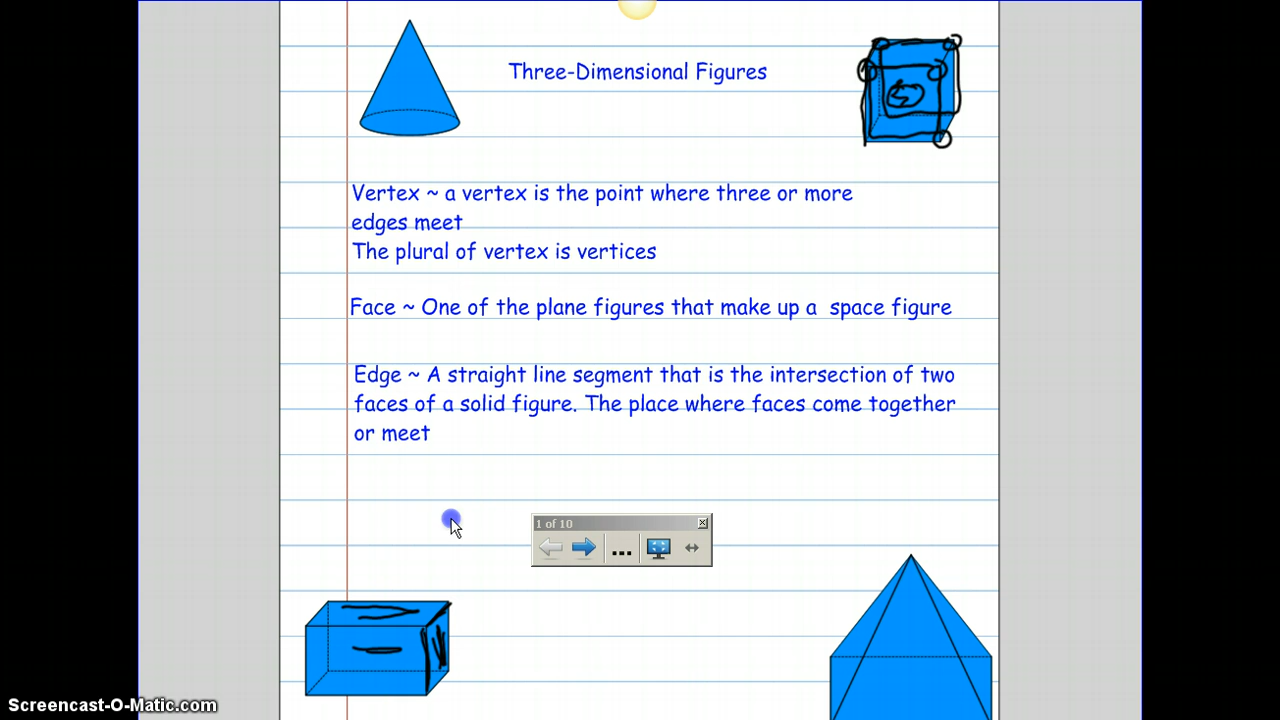 Three-Dimensional Figures
Vertex ~ a vertex is the point where three or more
edges meet
The plural of vertex is vertices
Face ~ One of the plane figures that make up a space figure
Edge ~ A straight line segment that is the intersection of two
faces of a solid figure. The place where faces come together
or meet
1 of 10
Screencast-O-Matic.com